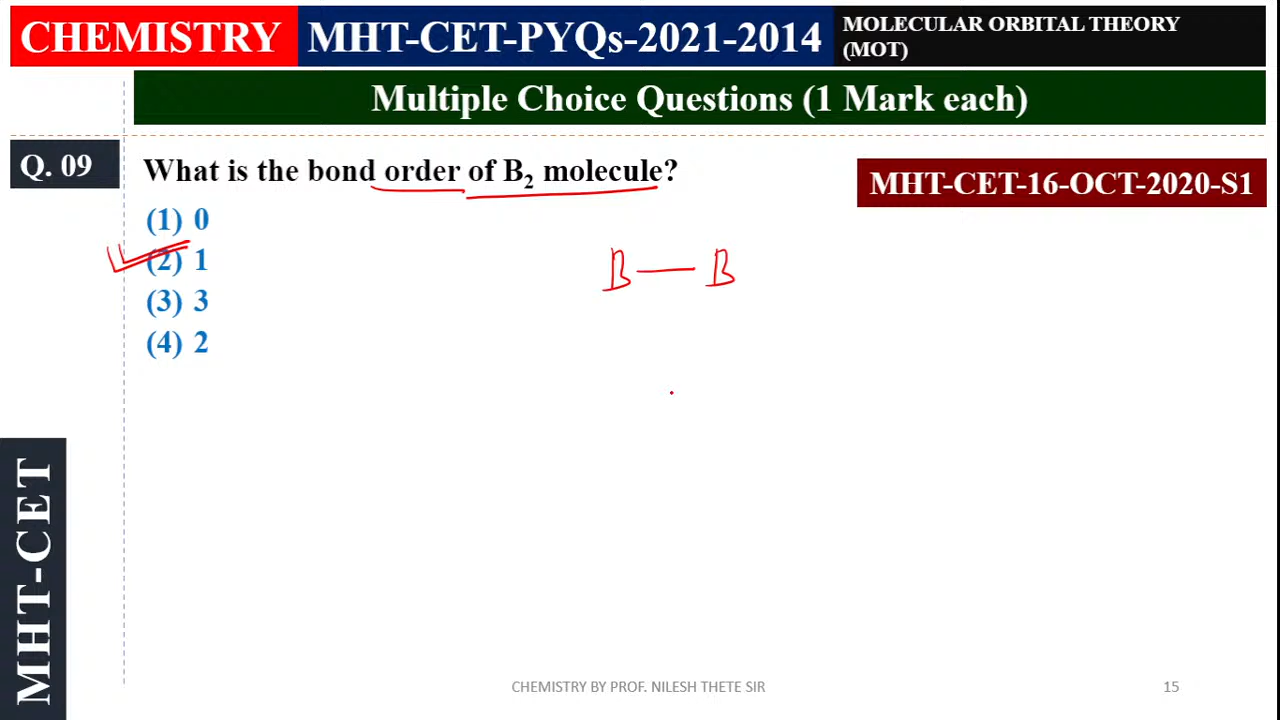 CHEMISTRY
MHT-CET-PYQs-2021-2014
MOLECULAR ORBITAL THEORY
(MOT)
Multiple Choice Questions (1 Mark each)
Q. 09
What is the bond order of B₂ molecule?
MHT-CET-16-OCT-2020-S1
(1) 0
(2) 1
(3) 3
(4) 2
B — B
MHT-CET
CHEMISTRY BY PROF. NILESH THETE SIR
15